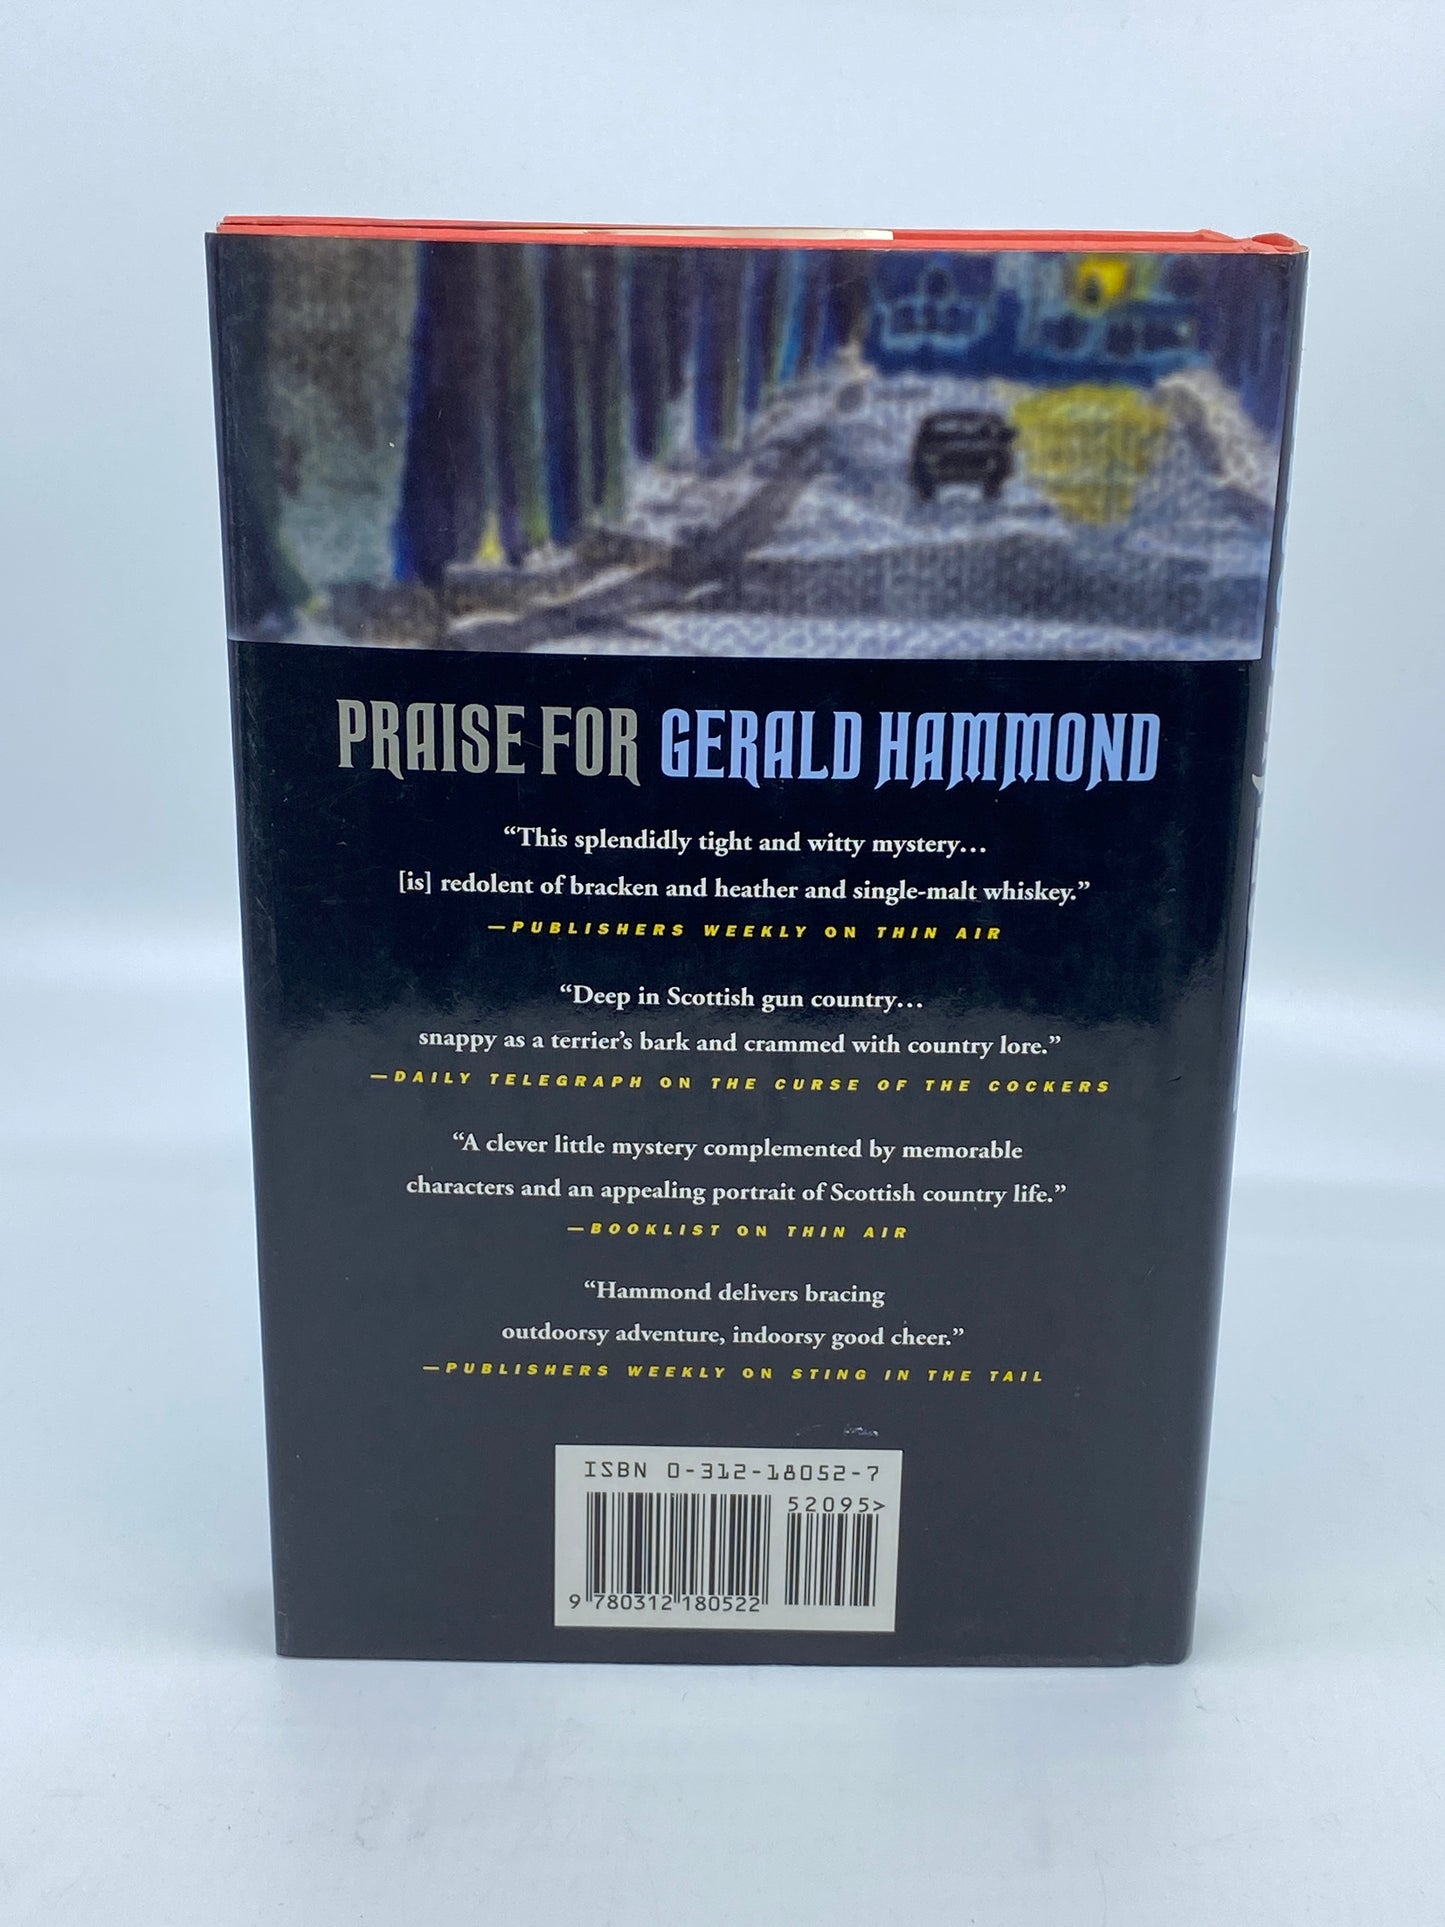 PRAISE FOR GERALD HAMMOND
“This splendidly tight and witty mystery...
[is] redolent of bracken and heather and single-malt whiskey.”
—PUBLISHERS WEEKLY ON THIN AIR
“Deep in Scottish gun country...
snappy as a terrier’s bark and crammed with country lore.”
—DAILY TELEGRAPH ON THE CURSE OF THE COCKERS
“A clever little mystery complemented by memorable
characters and an appealing portrait of Scottish country life.”
—BOOKLIST ON THIN AIR
“Hammond delivers bracing
outdoorsy adventure, indoorsy good cheer.”
—PUBLISHERS WEEKLY ON STING IN THE TAIL
ISBN 0-312-18052-7
52095>
9 780312 180522